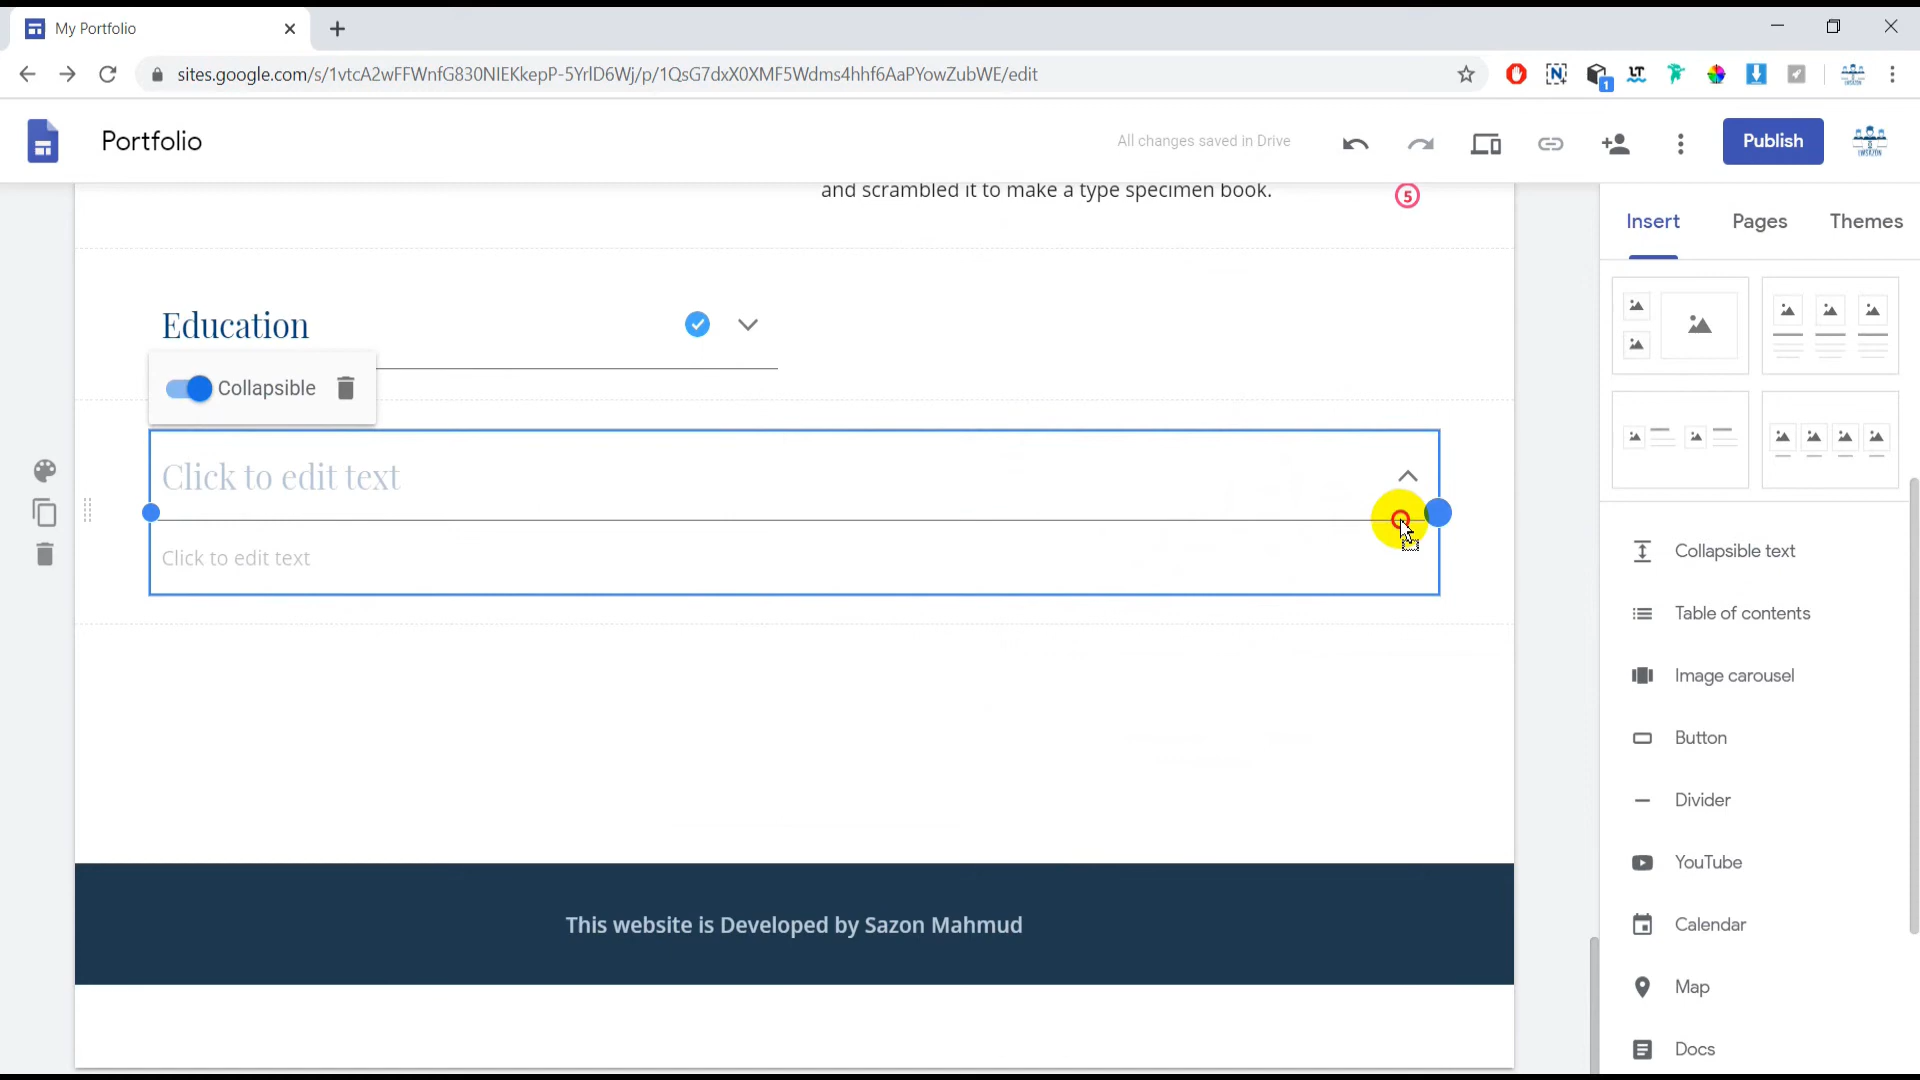 My Portfolio
sites.google.com/s/1vtcA2wFFWnfG830NIEKkepP-5YrlD6Wj/p/1QsG7dxX0XMF5Wdms4hhf6AaPYowZubWE/edit
1
Portfolio
All changes saved in Drive
Publish
and scrambled it to make a type specimen book.
5
Insert
Pages
Themes
Education
Collapsible
Click to edit text
Click to edit text
Collapsible text
Table of contents
Image carousel
Button
Divider
YouTube
Calendar
Map
Docs
This website is Developed by Sazon Mahmud